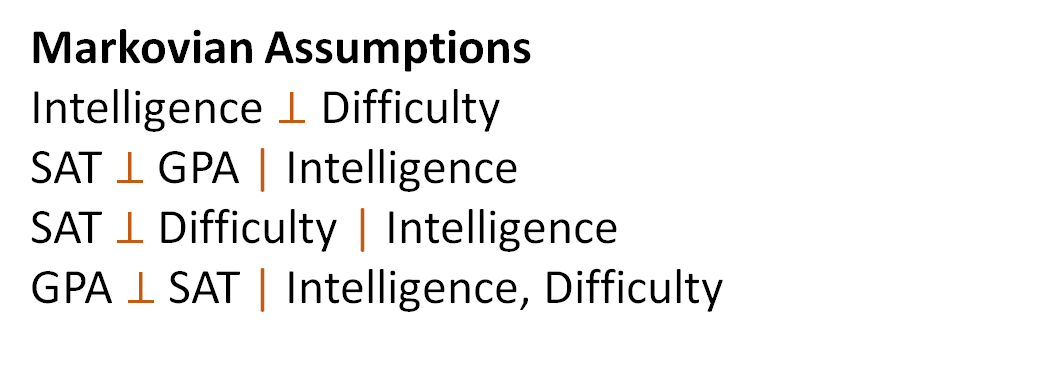 Markovian Assumptions
Intelligence ⊥ Difficulty
SAT ⊥ GPA | Intelligence
SAT ⊥ Difficulty | Intelligence
GPA ⊥ SAT | Intelligence, Difficulty